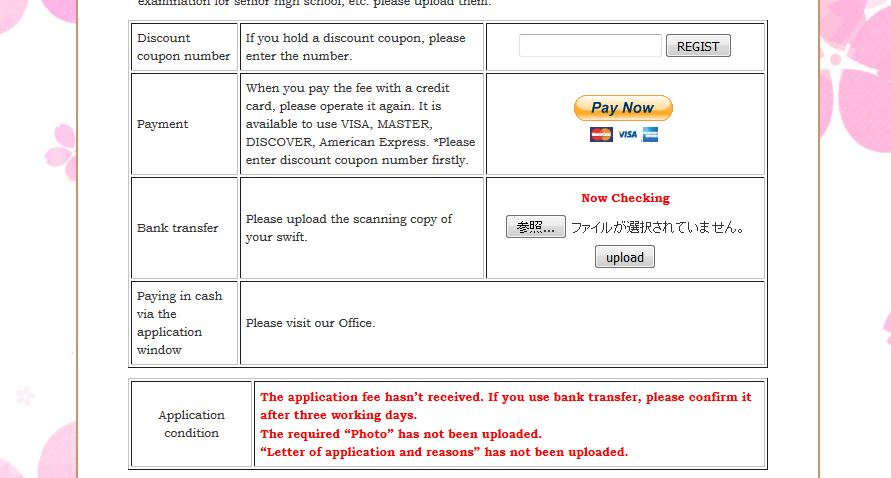 examination for senior high school, etc. please upload them.
Discount
coupon number
If you hold a discount coupon, please
enter the number.
REGIST
Payment
When you pay the fee with a credit
card, please operate it again. It is
available to use VISA, MASTER,
DISCOVER, American Express. *Please
enter discount coupon number firstly.
Pay Now
MasterCard VISA
Bank transfer
Please upload the scanning copy of
your swift.
Now Checking
参照... ファイルが選択されていません。
upload
Paying in cash
via the
application
window
Please visit our Office.
Application
condition
The application fee hasn't received. If you use bank transfer, please confirm it
after three working days.
The required “Photo” has not been uploaded.
“Letter of application and reasons” has not been uploaded.